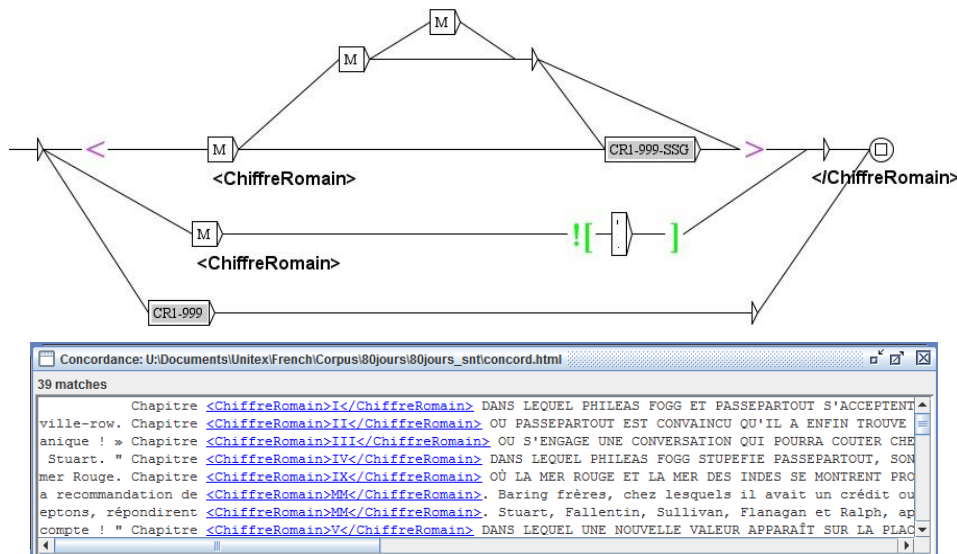 M
M
< M CR1-999-SSG >
<ChiffreRomain> </ChiffreRomain>
M ![ ' . ]
<ChiffreRomain>
CR1-999
Concordance: U:\Documents\Unitex\French\Corpus\80jours\80jours_snt\concord.html
39 matches
Chapitre <ChiffreRomain>I</ChiffreRomain> DANS LEQUEL PHILEAS FOGG ET PASSEPARTOUT S'ACCEPTENT
ville-row. Chapitre <ChiffreRomain>II</ChiffreRomain> OU PASSEPARTOUT EST CONVAINCU QU'IL A ENFIN TROUVE
anique ! » Chapitre <ChiffreRomain>III</ChiffreRomain> OU S'ENGAGE UNE CONVERSATION QUI POURRA COUTER CHE
Stuart. " Chapitre <ChiffreRomain>IV</ChiffreRomain> DANS LEQUEL PHILEAS FOGG STUPEFIE PASSEPARTOUT, SON
mer Rouge. Chapitre <ChiffreRomain>IX</ChiffreRomain> OÙ LA MER ROUGE ET LA MER DES INDES SE MONTRENT PRO
a recommandation de <ChiffreRomain>MM</ChiffreRomain>. Baring frères, chez lesquels il avait un crédit ou
eptons, répondirent <ChiffreRomain>MM</ChiffreRomain>. Stuart, Fallentin, Sullivan, Flanagan et Ralph, ap
compte ! " Chapitre <ChiffreRomain>V</ChiffreRomain> DANS LEQUEL UNE NOUVELLE VALEUR APPARAÎT SUR LA PLAC